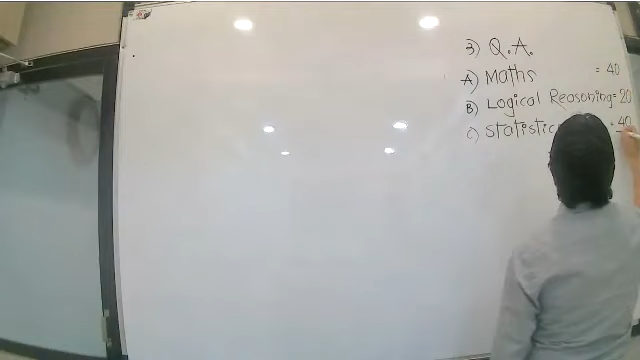 3) Q.A.
A) Maths = 40
B) Logical Reasoning = 20
C) Statistic = 40